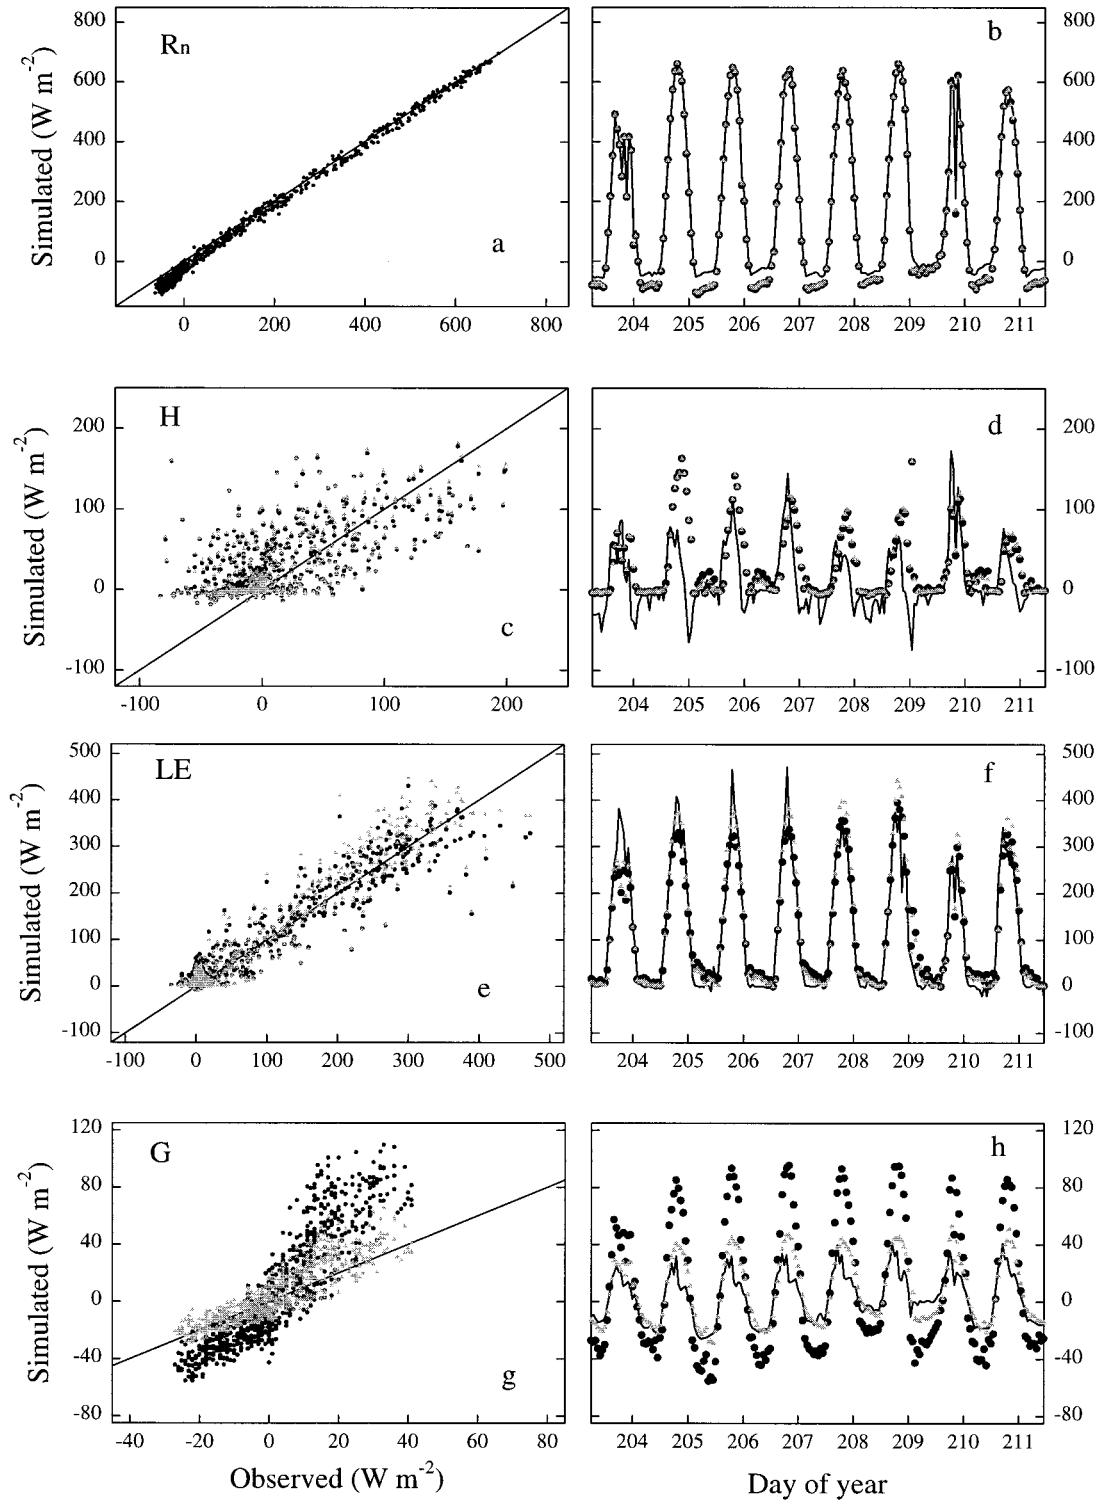 800
600
400
200
0
Simulated (W m-2)
Rn
a
0 200 400 600 800
b
800
600
400
200
0
204 205 206 207 208 209 210 211
200
100
0
-100
Simulated (W m-2)
H
c
-100 0 100 200
d
200
100
0
-100
204 205 206 207 208 209 210 211
500
400
300
200
100
0
-100
Simulated (W m-2)
LE
e
-100 0 100 200 300 400 500
f
500
400
300
200
100
0
-100
204 205 206 207 208 209 210 211
120
80
40
0
-40
-80
Simulated (W m-2)
G
g
-40 -20 0 20 40 60 80
Observed (W m-2)
h
120
80
40
0
-40
-80
204 205 206 207 208 209 210 211
Day of year